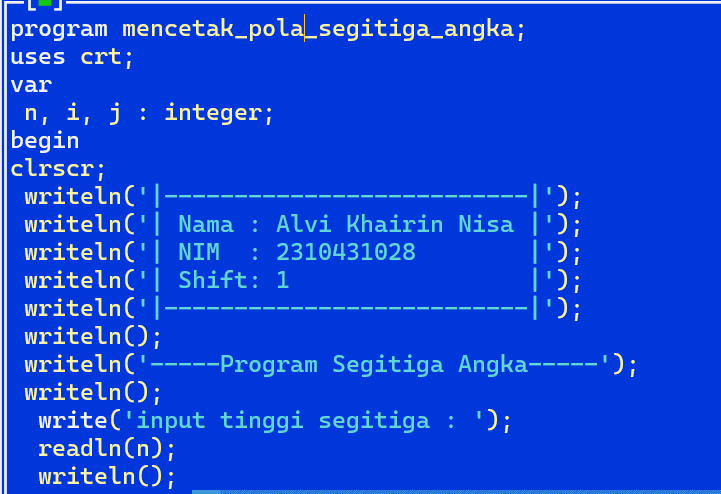 program mencetak_pola_segitiga_angka;
uses crt;
var
 n, i, j : integer;
begin
clrscr;
 writeln('|--------------------------|');
 writeln('| Nama : Alvi Khairin Nisa |');
 writeln('| NIM  : 2310431028        |');
 writeln('| Shift: 1                 |');
 writeln('|--------------------------|');
 writeln();
 writeln('-----Program Segitiga Angka-----');
 writeln();
  write('input tinggi segitiga : ');
  readln(n);
  writeln();